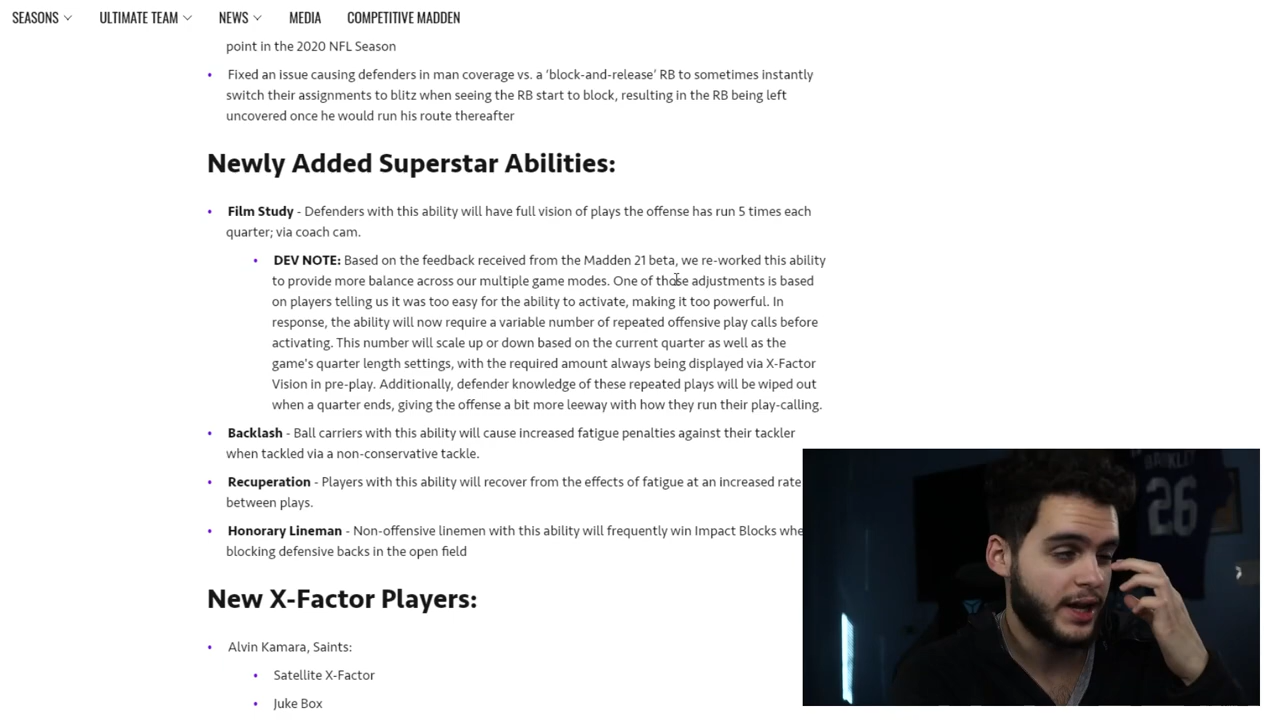 SEASONS ULTIMATE TEAM NEWS MEDIA COMPETITIVE MADDEN
point in the 2020 NFL Season
• Fixed an issue causing defenders in man coverage vs. a ‘block-and-release’ RB to sometimes instantly
switch their assignments to blitz when seeing the RB start to block, resulting in the RB being left
uncovered once he would run his route thereafter
Newly Added Superstar Abilities:
• Film Study - Defenders with this ability will have full vision of plays the offense has run 5 times each
quarter; via coach cam.
• DEV NOTE: Based on the feedback received from the Madden 21 beta, we re-worked this ability
to provide more balance across our multiple game modes. One of those adjustments is based
on players telling us it was too easy for the ability to activate, making it too powerful. In
response, the ability will now require a variable number of repeated offensive play calls before
activating. This number will scale up or down based on the current quarter as well as the
game's quarter length settings, with the required amount always being displayed via X-Factor
Vision in pre-play. Additionally, defender knowledge of these repeated plays will be wiped out
when a quarter ends, giving the offense a bit more leeway with how they run their play-calling.
• Backlash - Ball carriers with this ability will cause increased fatigue penalties against their tackler
when tackled via a non-conservative tackle.
• Recuperation - Players with this ability will recover from the effects of fatigue at an increased rate
between plays.
• Honorary Lineman - Non-offensive linemen with this ability will frequently win Impact Blocks whe
blocking defensive backs in the open field
New X-Factor Players:
• Alvin Kamara, Saints:
• Satellite X-Factor
• Juke Box
26